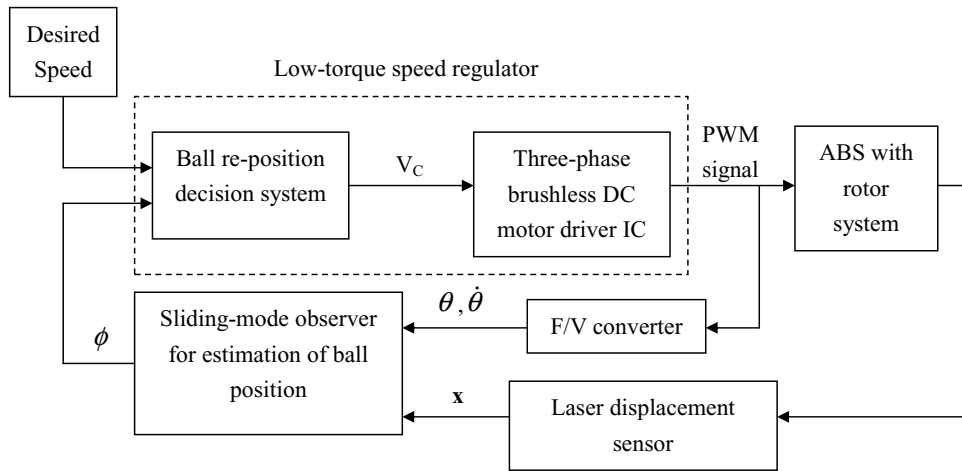 Desired
Speed
Low-torque speed regulator
Ball re-position
decision system
V_C
Three-phase
brushless DC
motor driver IC
PWM
signal
ABS with
rotor
system
ϕ
Sliding-mode observer
for estimation of ball
position
θ , θ̇
F/V converter
x
Laser displacement
sensor